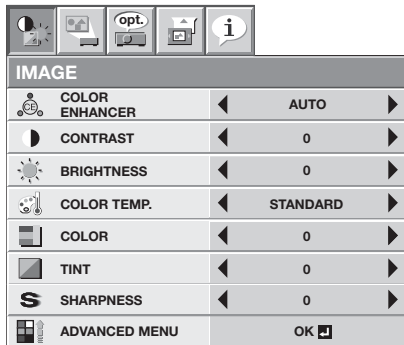 opt.
i
IMAGE
CE
COLOR
ENHANCER
AUTO
CONTRAST
0
BRIGHTNESS
0
COLOR TEMP.
STANDARD
COLOR
0
TINT
0
S
SHARPNESS
0
ADVANCED MENU
OK